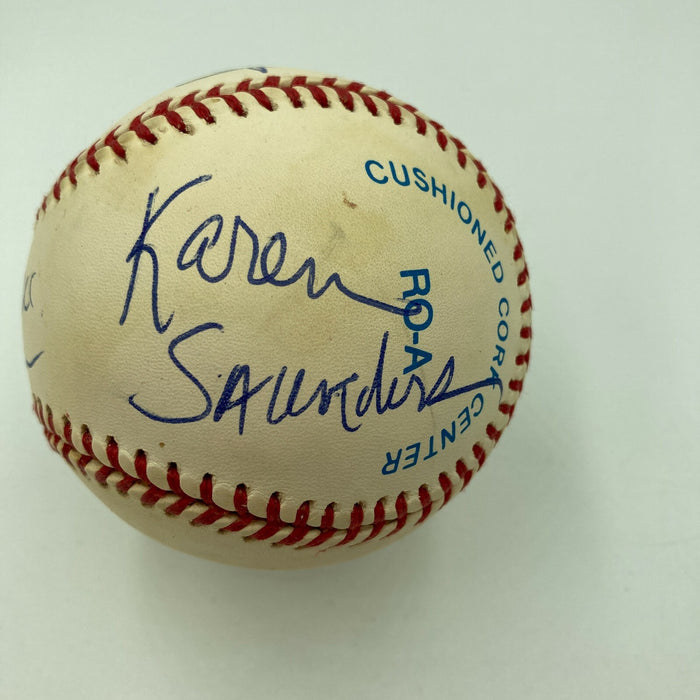 Karen
Saunders
CUSHIONED CORK CENTER
RO-A